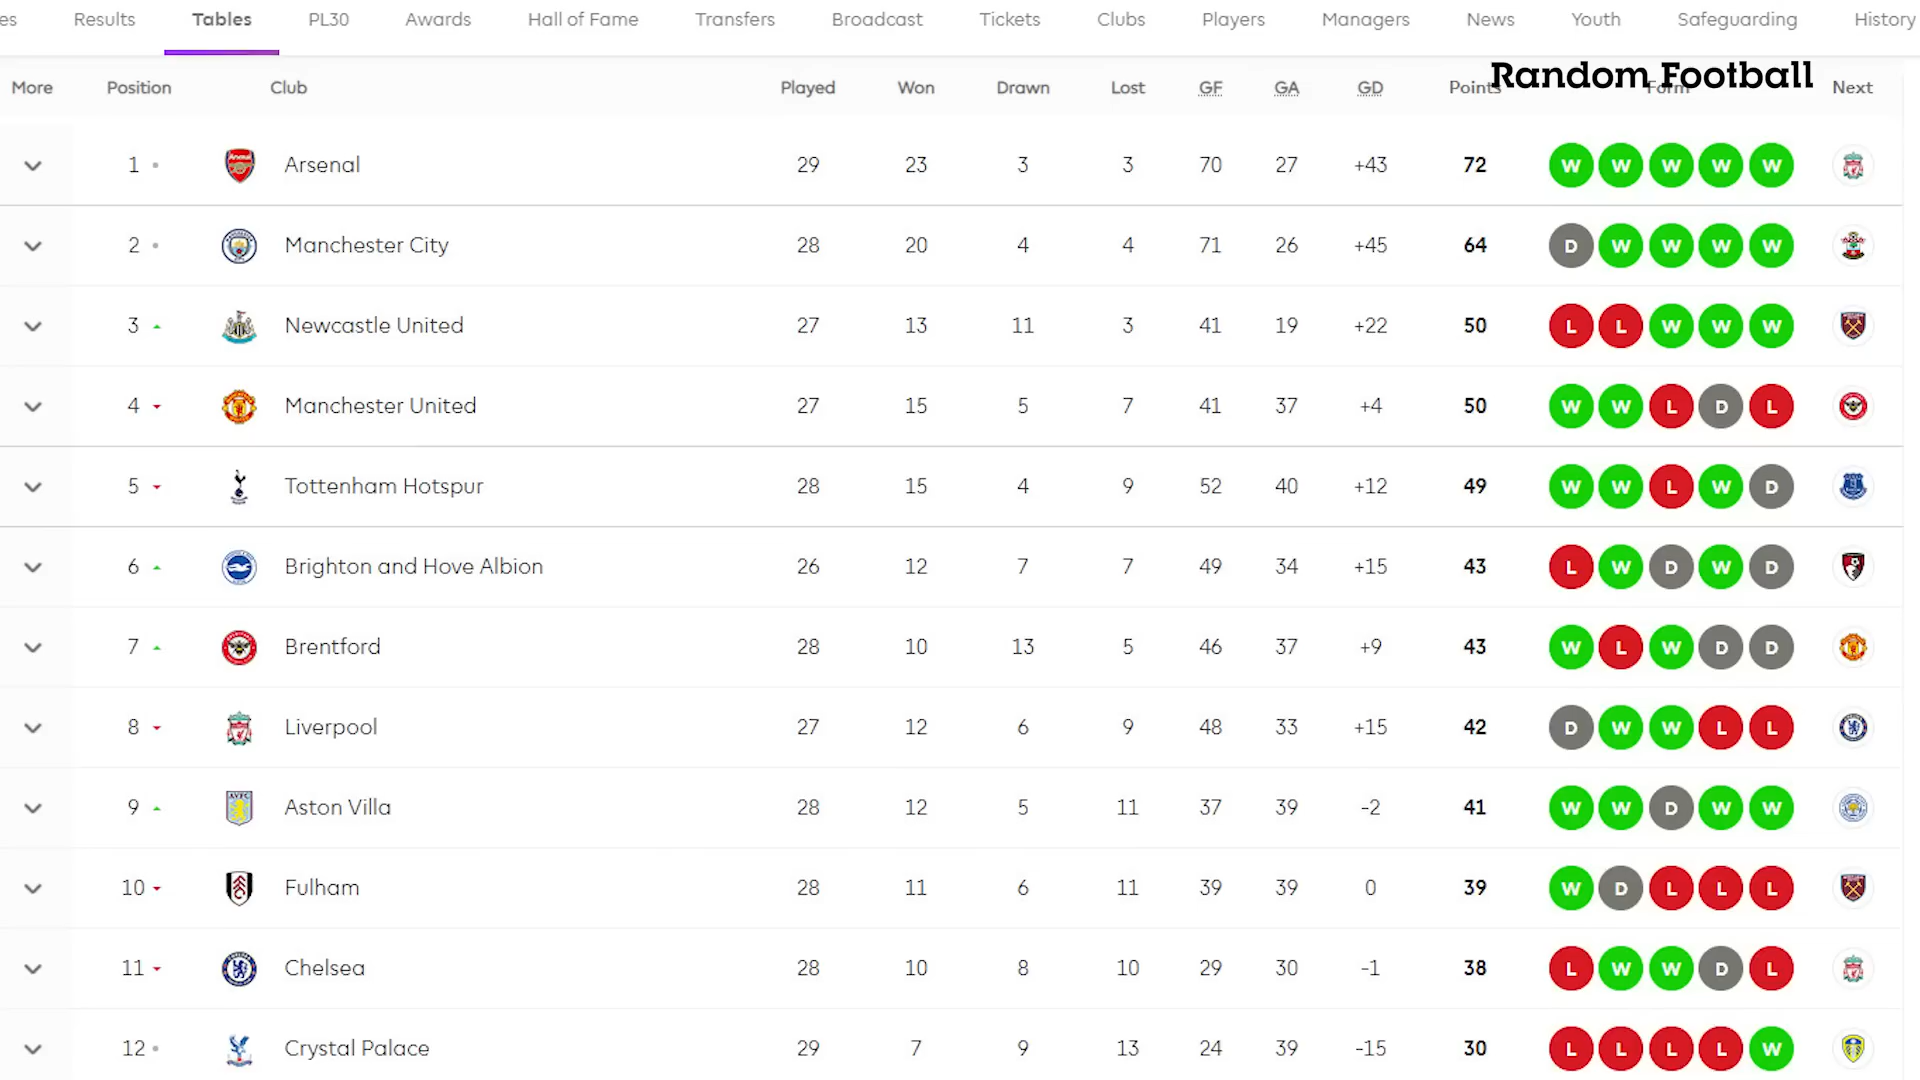 es Results Tables PL30 Awards Hall of Fame Transfers Broadcast Tickets Clubs Players Managers News Youth Safeguarding History
Random Football
More Position Club Played Won Drawn Lost GF GA GD Points Form Next
1 Arsenal 29 23 3 3 70 27 +43 72 W W W W W
2 Manchester City 28 20 4 4 71 26 +45 64 D W W W W
3 Newcastle United 27 13 11 3 41 19 +22 50 L L W W W
4 Manchester United 27 15 5 7 41 37 +4 50 W W L D L
5 Tottenham Hotspur 28 15 4 9 52 40 +12 49 W W L W D
6 Brighton and Hove Albion 26 12 7 7 49 34 +15 43 L W D W D
7 Brentford 28 10 13 5 46 37 +9 43 W L W D D
8 Liverpool 27 12 6 9 48 33 +15 42 D W W L L
9 Aston Villa 28 12 5 11 37 39 -2 41 W W D W W
10 Fulham 28 11 6 11 39 39 0 39 W D L L L
11 Chelsea 28 10 8 10 29 30 -1 38 L W W D L
12 Crystal Palace 29 7 9 13 24 39 -15 30 L L L L W